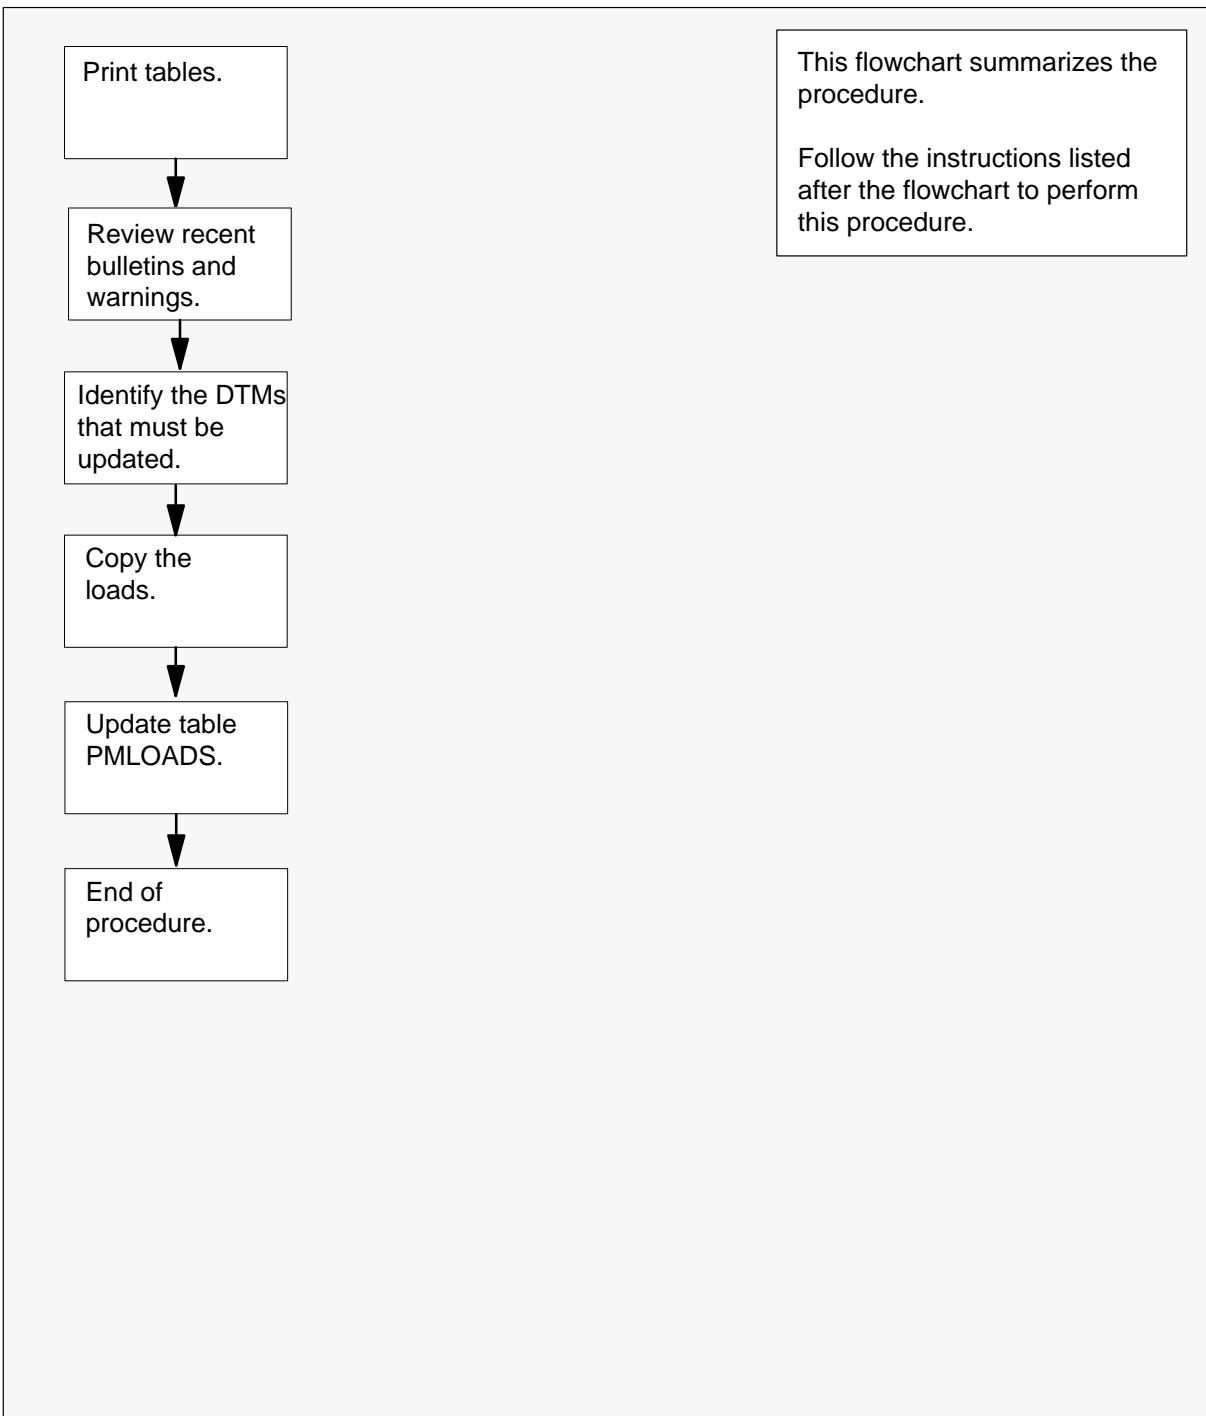 Print tables.
This flowchart summarizes the
procedure.
Follow the instructions listed
after the flowchart to perform
this procedure.
Review recent
bulletins and
warnings.
Identify the DTMs
that must be
updated.
Copy the
loads.
Update table
PMLOADS.
End of
procedure.